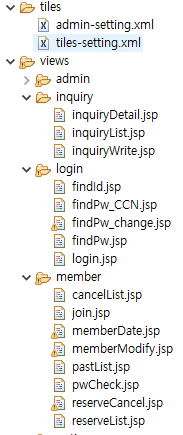 tiles
admin-setting.xml
tiles-setting.xml
views
admin
inquiry
inquiryDetail.jsp
inquiryList.jsp
inquiryWrite.jsp
login
findId.jsp
findPw_CCN.jsp
findPw_change.jsp
findPw.jsp
login.jsp
member
cancelList.jsp
join.jsp
memberDate.jsp
memberModify.jsp
pastList.jsp
pwCheck.jsp
reserveCancel.jsp
reserveList.jsp